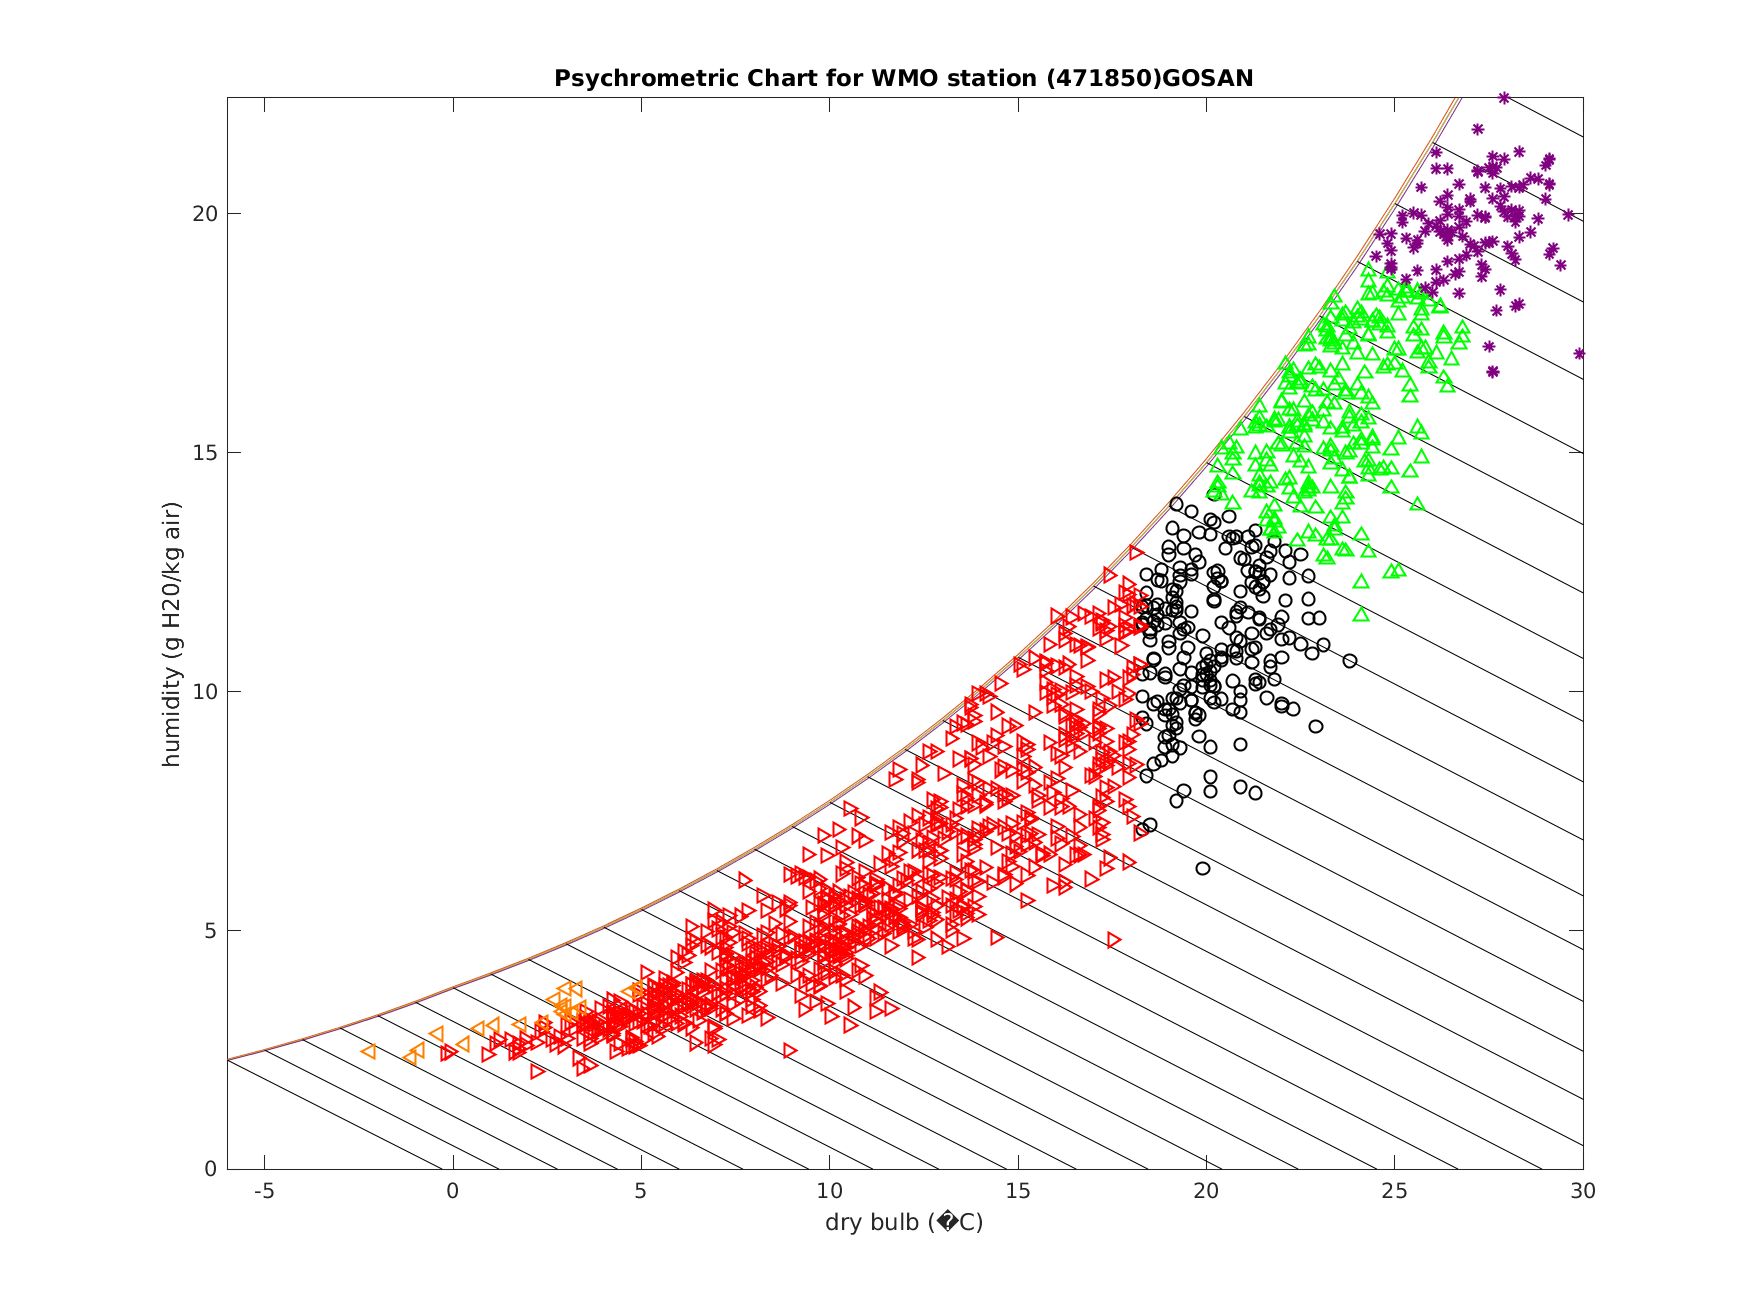 Psychrometric Chart for WMO station (471850)GOSAN
humidity (g H20/kg air)
20
15
10
5
0
-5 0 5 10 15 20 25 30
dry bulb (�C)